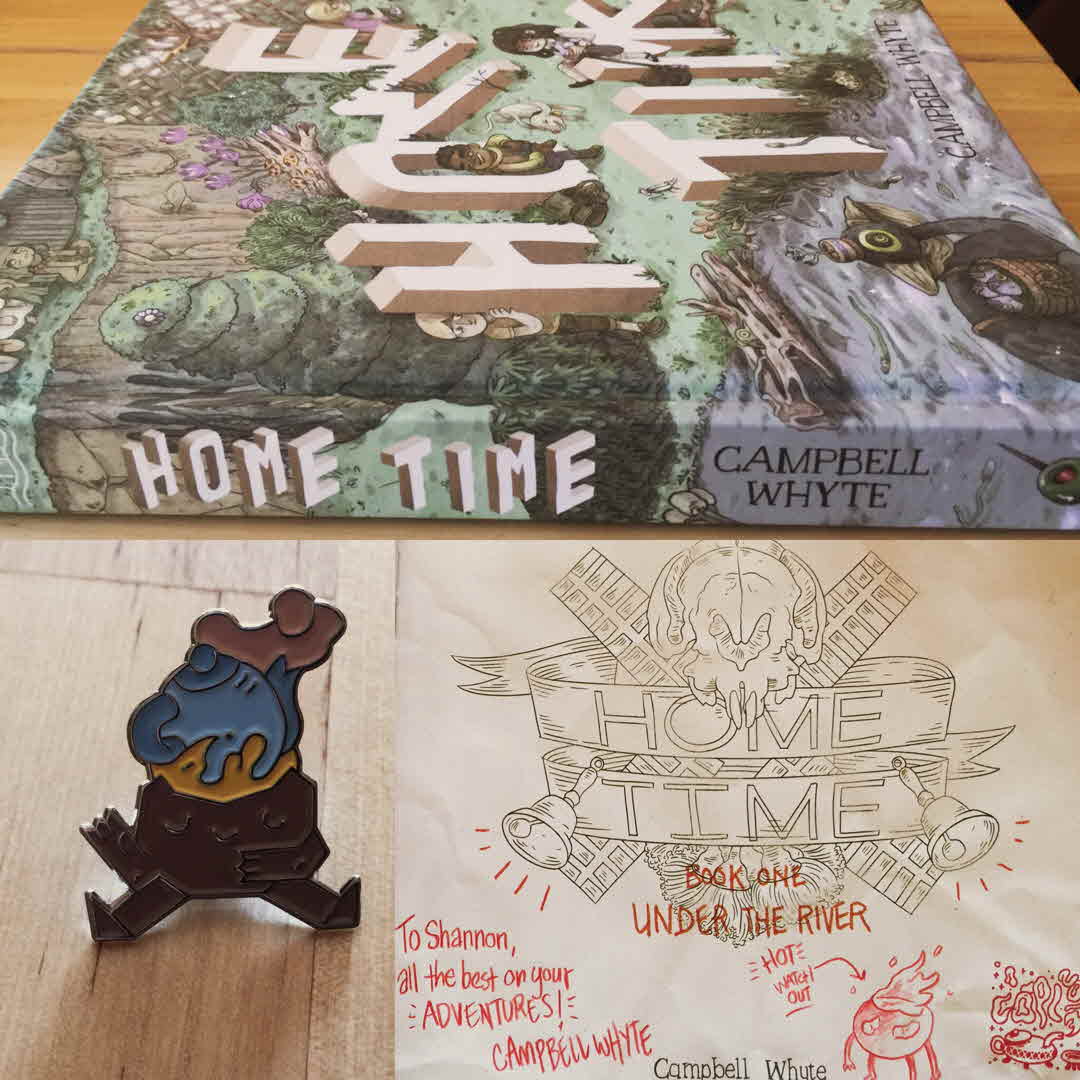 HOME
TIME
CAMPBELL WHYTE
HOME TIME
CAMPBELL
WHYTE
HOME
TIME
BOOK ONE
UNDER THE RIVER
HOT
WATCH
OUT
To Shannon,
all the best on your
ADVENTURES!
CAMPBELL WHYTE
Campbell Whyte